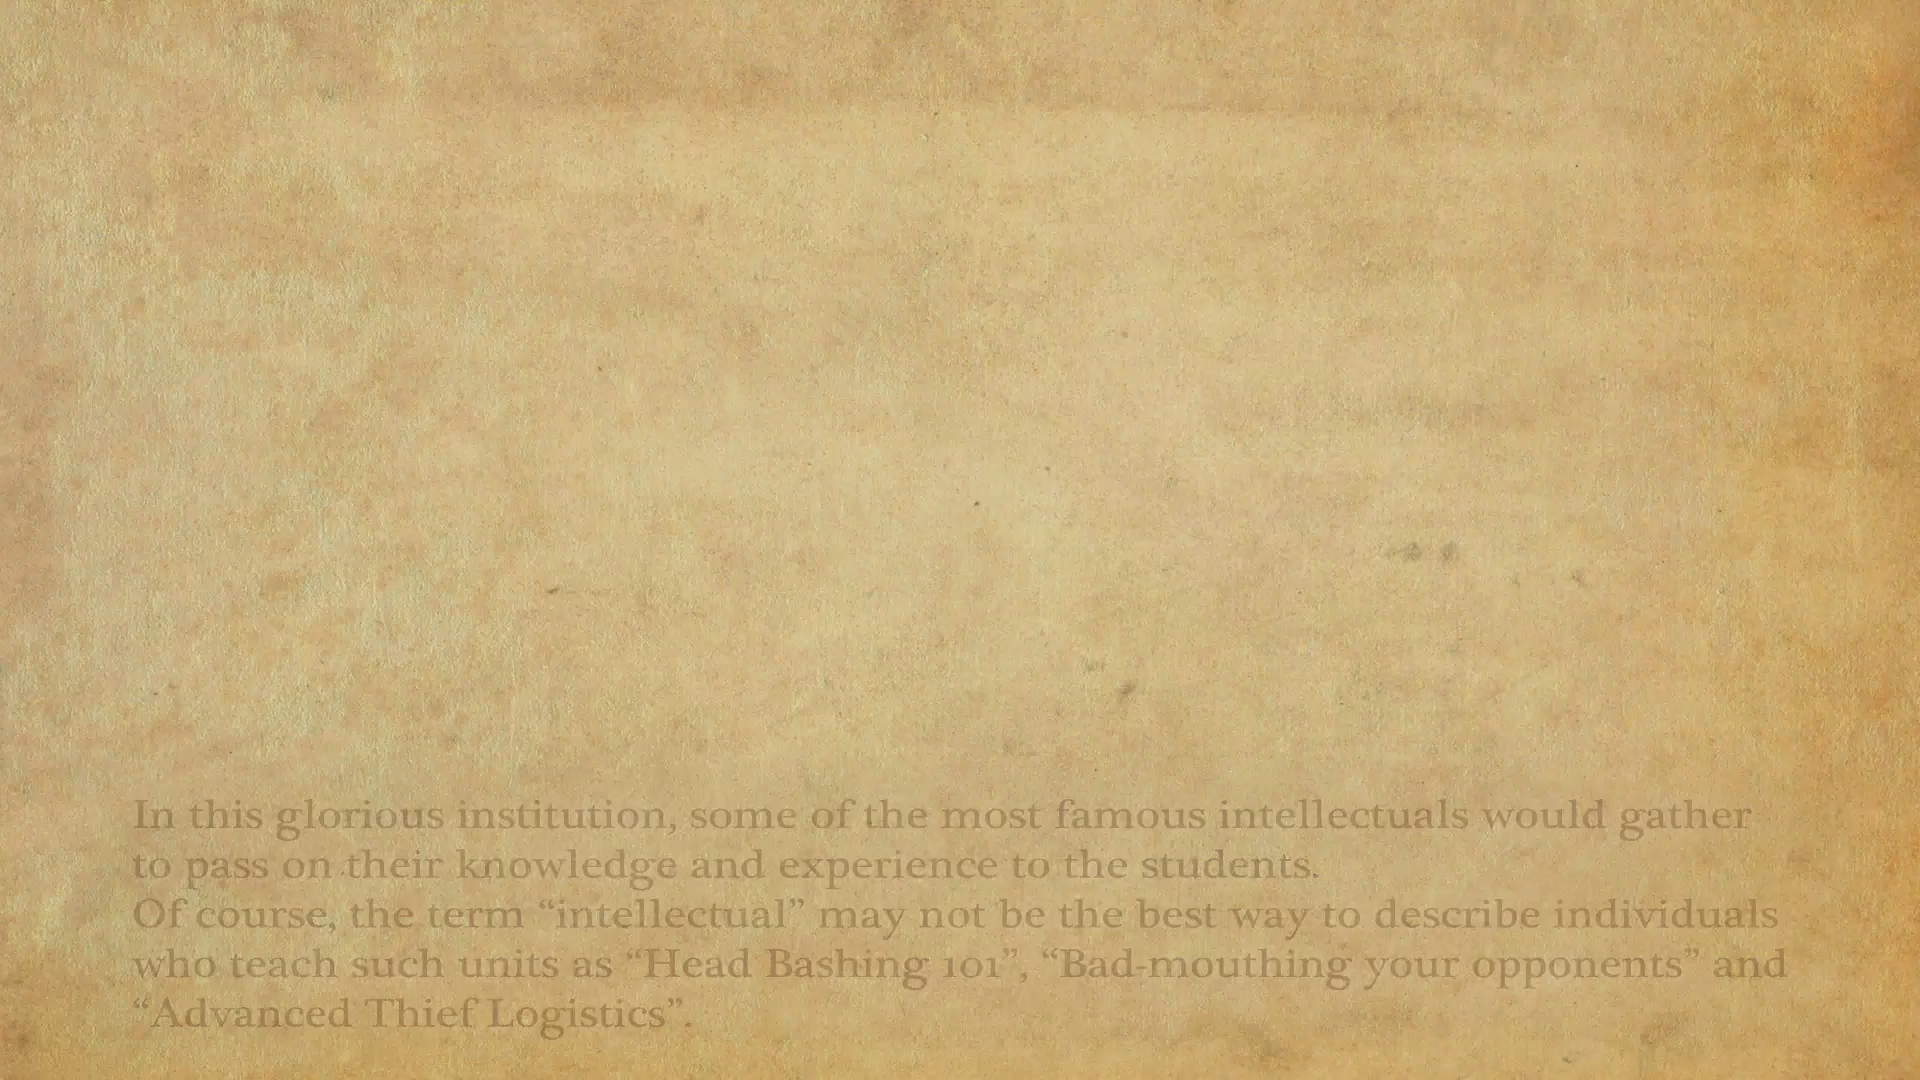 In this glorious institution, some of the most famous intellectuals would gather
to pass on their knowledge and experience to the students.
Of course, the term “intellectual” may not be the best way to describe individuals
who teach such units as “Head Bashing 101”, “Bad-mouthing your opponents” and
“Advanced Thief Logistics”.